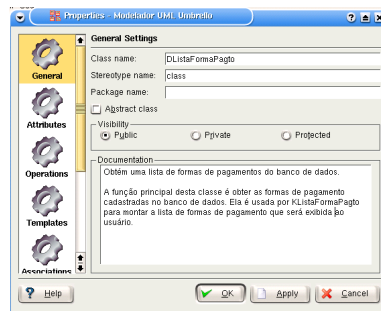 Properties - Modelador UML Umbrello
General Settings
General
Attributes
Operations
Templates
Associations
Class name: DListaFormaPagto
Stereotype name: class
Package name:
Abstract class
Visibility
Public Private Protected
Documentation
Obtém uma lista de formas de pagamentos do banco de dados.
A função principal desta classe é obter as formas de pagamento
cadastradas no banco de dados. Ela é usada por KListaFormaPagto
para montar a lista de formas de pagamento que será exibida ao
usuário.
Help OK Apply Cancel